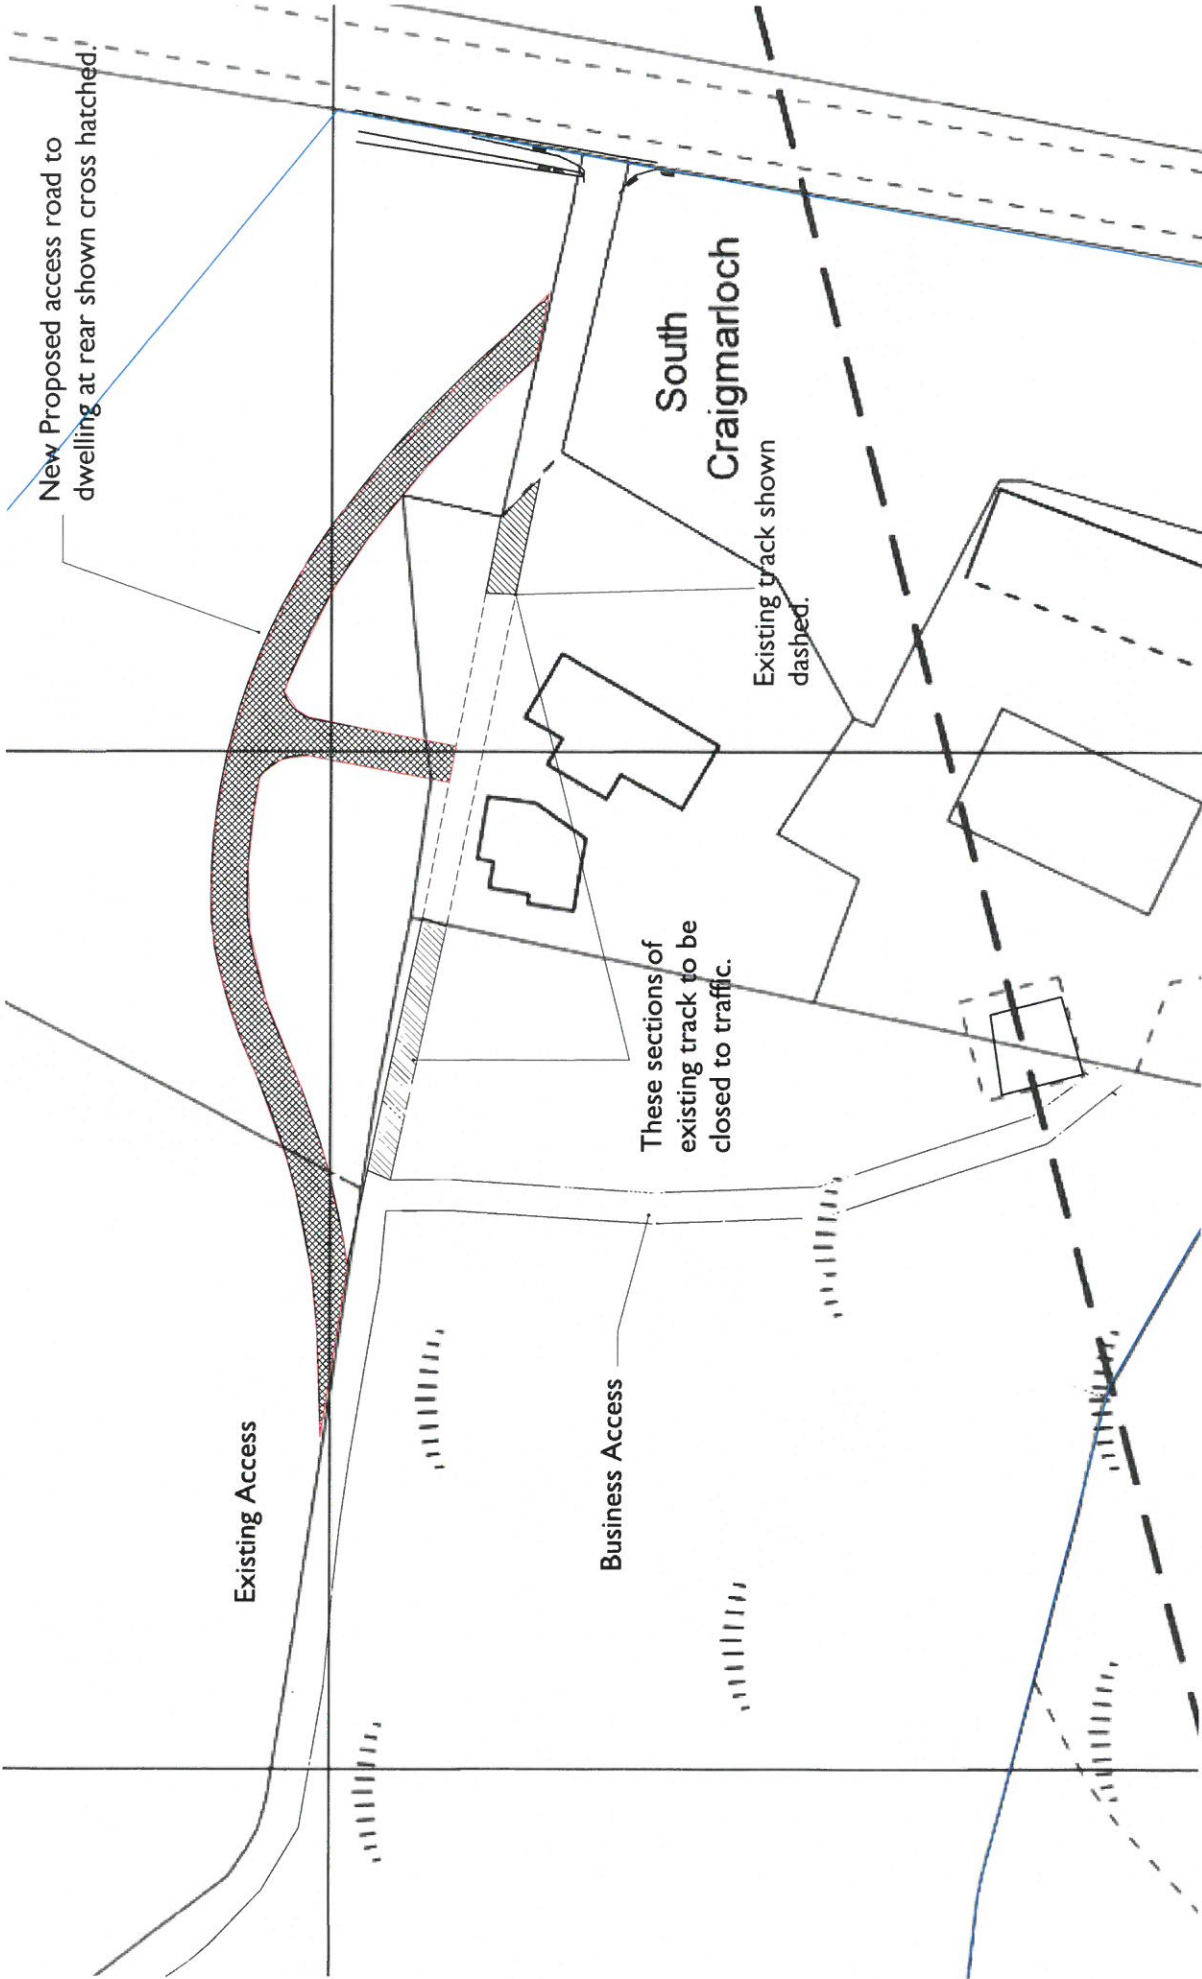 New Proposed access road to
dwelling at rear shown cross hatched.
Existing Access
South
Craigmarloch
Existing track shown
dashed.
These sections of
existing track to be
closed to traffic.
Business Access